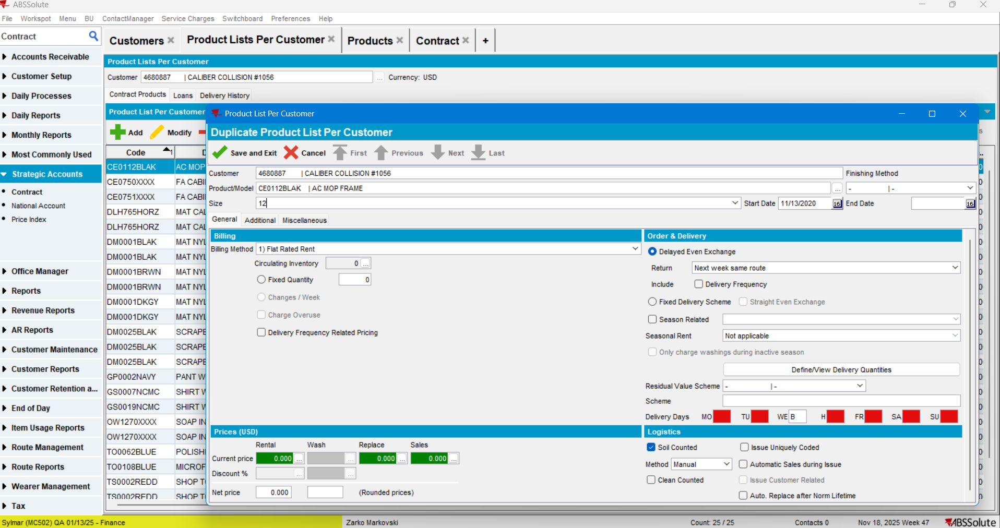 ABSSolute
File Workspot Menu BU ContactManager Service Charges Switchboard Preferences Help
Contract
Customers Product Lists Per Customer Products Contract +
Accounts Receivable
Customer Setup
Daily Processes
Daily Reports
Monthly Reports
Most Commonly Used
Strategic Accounts
Contract
National Account
Price Index
Office Manager
Reports
Revenue Reports
AR Reports
Customer Maintenance
Customer Reports
Customer Retention a...
End of Day
Item Usage Reports
Route Management
Route Reports
Wearer Management
Tax
Product Lists Per Customer
Customer 4680887 | CALIBER COLLISION #1056 ... Currency: USD
Contract Products Loans Delivery History
Product List Per Customer
Add Modify
Code 1 D
CE0112BLAK AC MOP
CE0750XXXX FA CABI
CE0751XXXX FA CABI
DLH765HORZ MAT CAL
DLH765HORZ MAT CAL
DM0001BLAK MAT NYL
DM0001BLAK MAT NYL
DM0001BRWN MAT NYL
DM0001BRWN MAT NYL
DM0001DKGY MAT NYL
DM0001DKGY MAT NYL
DM0025BLAK SCRAPE
DM0025BLAK SCRAPE
DM0025BLAK SCRAPE
GP0002NAVY PANT W
GS0007NCMC SHIRT W
GS0019NCMC SHIRT W
OW1270XXXX SOAP IN
OW1270XXXX SOAP IN
TO0062BLUE POLISHI
TO0108BLUE MICROF
TS0002REDD SHOP T
TS0002REDD SHOP T
Product List Per Customer
Duplicate Product List Per Customer
Save and Exit Cancel First Previous Next Last
Customer 4680887 | CALIBER COLLISION #1056 Finishing Method
Product/Model CE0112BLAK | AC MOP FRAME ... - | -
Size 12 Start Date 11/13/2020 16 End Date 16
General Additional Miscellaneous
Billing
Billing Method 1) Flat Rated Rent
Circulating Inventory 0 ...
Fixed Quantity 0
Changes / Week
Charge Overuse
Delivery Frequency Related Pricing
Order & Delivery
Delayed Even Exchange
Return Next week same route
Include Delivery Frequency
Fixed Delivery Scheme Straight Even Exchange
Season Related
Seasonal Rent Not applicable
Only charge washings during inactive season
Define/View Delivery Quantities
Residual Value Scheme - | -
Scheme
Delivery Days MO TU WE B H FR SA SU
Prices (USD)
Rental Wash Replace Sales
Current price 0.000 ... ... 0.000 ... 0.000 ...
Discount % ... ...
Net price 0.000 (Rounded prices)
Logistics
Soil Counted Issue Uniquely Coded
Method Manual Automatic Sales during Issue
Clean Counted Issue Customer Related
Auto. Replace after Norm Lifetime
Sylmar (MC502) QA 01/13/25 - Finance Zarko Markovski Count: 25 / 25 Contacts 0 Nov 18, 2025 Week 47 ABSSolute